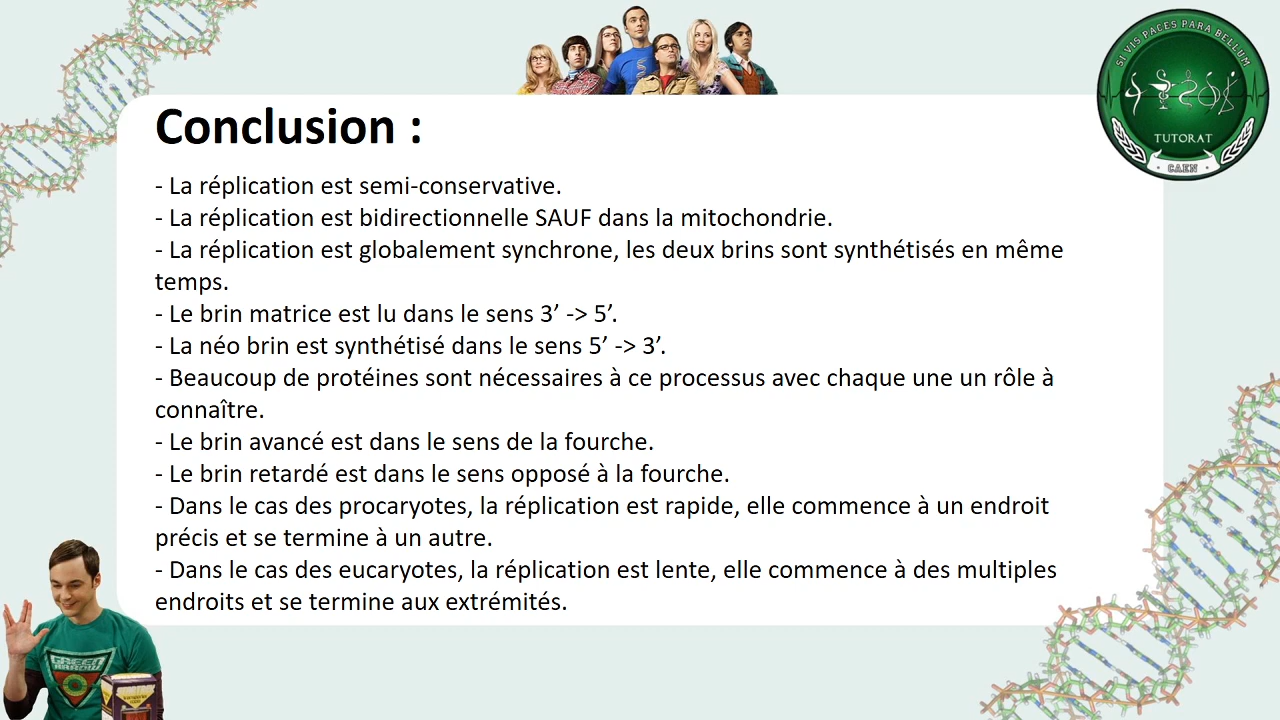 SI VIS PACES PARA BELLUM
TUTORAT
CAEN
Conclusion :
- La réplication est semi-conservative.
- La réplication est bidirectionnelle SAUF dans la mitochondrie.
- La réplication est globalement synchrone, les deux brins sont synthétisés en même
temps.
- Le brin matrice est lu dans le sens 3’ -> 5’.
- La néo brin est synthétisé dans le sens 5’ -> 3’.
- Beaucoup de protéines sont nécessaires à ce processus avec chaque une un rôle à
connaître.
- Le brin avancé est dans le sens de la fourche.
- Le brin retardé est dans le sens opposé à la fourche.
- Dans le cas des procaryotes, la réplication est rapide, elle commence à un endroit
précis et se termine à un autre.
- Dans le cas des eucaryotes, la réplication est lente, elle commence à des multiples
endroits et se termine aux extrémités.
GREEN
ARROW